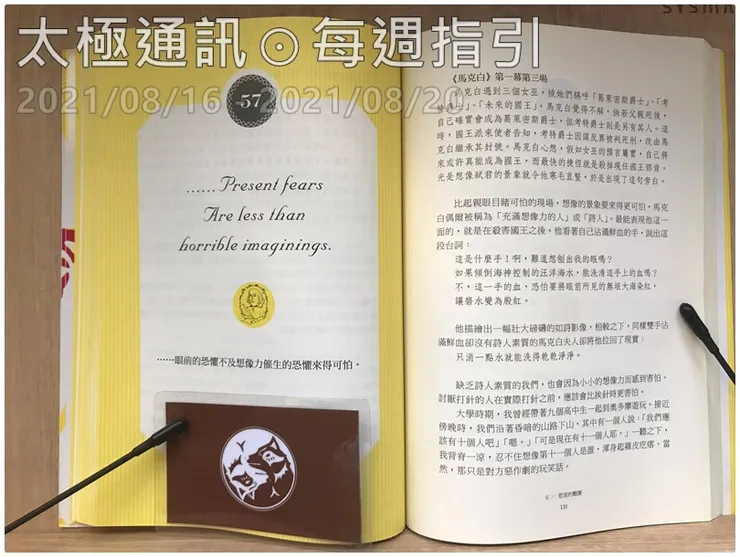 太極通訊⊙每週指引
2021/08/16 - 2021/08/20
57
……Present fears
Are less than
horrible imaginings.
……眼前的恐懼不及想像力催生的恐懼來得可怕。
《馬克白》第一幕第三場
馬克白遇到三個女巫，被她們稱呼「葛萊密斯爵士」、「考
特爵士」、「未來的國王」。馬克白覺得不解，倘若父親死後，
自己確實會成為葛萊密斯爵士，但考特爵士則是另有其人。這
時，國王派來使者告知，考特爵士因謀反罪被判死刑，改由馬
克白繼承其封號。馬克白心想，假如女巫的預言屬實，自己將
來或許真能成為國王，而最快的捷徑就是殺掉現任國王鄧肯。
光是想像弒君的景象就令他寒毛直豎，於是出現了這句旁白。
比起親眼目睹可怕的現場，想像的景象要來得更可怕。馬克
白偶爾被稱為「充滿想像力的人」或「詩人」。最能表現他這一
面的，就是在殺害國王之後，他看著自己沾滿鮮血的手，說出這
段台詞：
這是什麼手！啊，難道想剜出我的眼嗎？
如果傾倒海神控制的汪洋海水，能洗清這手上的血嗎？
不，這一手的血，恐怕要將眼前所見的無垠大海染紅，
讓碧水變為殷紅。
他描繪出一幅壯大磅礡的如詩影像，相較之下，同樣雙手沾
滿鮮血卻沒有詩人素質的馬克白夫人卻將他拉回了現實：
只消一點水就能洗得乾乾淨淨。
缺乏詩人素質的我們，也會因為小小的想像力而感到害怕。
討厭打針的人在實際打針之前，應該會比挨針時更害怕。
大學時期，我曾經帶著九個高中生一起到奧多摩遊玩。接近
傍晚時，我們沿著昏暗的山路下山，其中有一個人說：「我們應
該有十個人吧」「嗯。」「可是現在有十一個人耶。」一聽之下，
我背脊一涼，忍不住想像第十一個人是誰，渾身起雞皮疙瘩。當
然，那只是對方惡作劇的玩笑話。
131